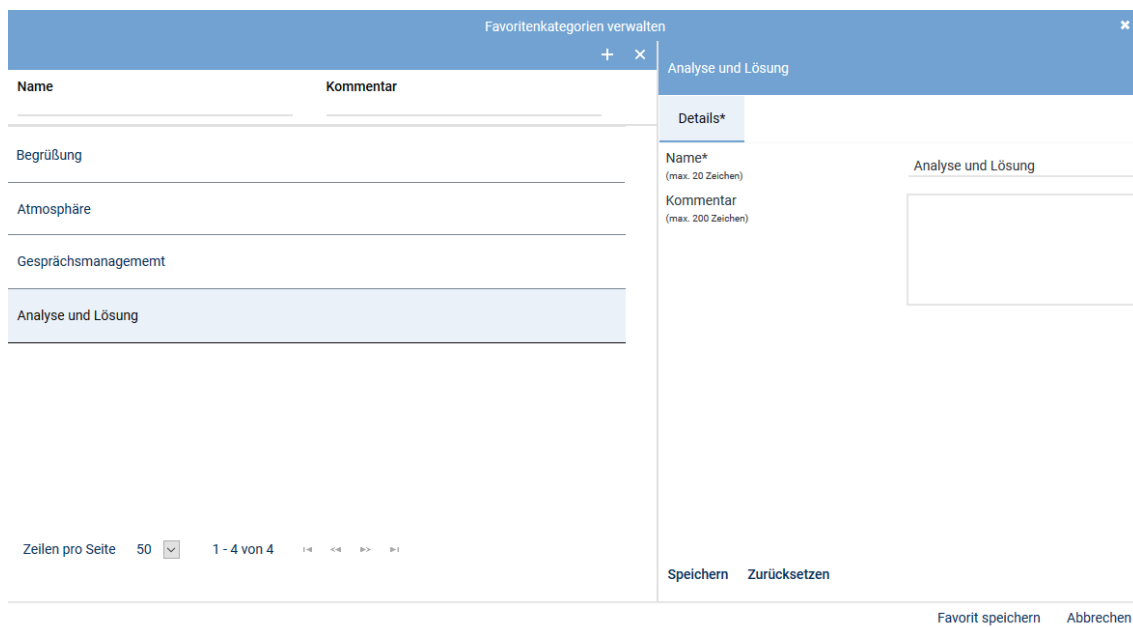 Favoritenkategorien verwalten
Analyse und Lösung
Name Kommentar
Details*
Begrüßung
Atmosphäre
Gesprächsmanagememt
Analyse und Lösung
Name*
(max. 20 Zeichen)
Analyse und Lösung
Kommentar
(max. 200 Zeichen)
Zeilen pro Seite 50 1 - 4 von 4
Speichern Zurücksetzen
Favorit speichern Abbrechen